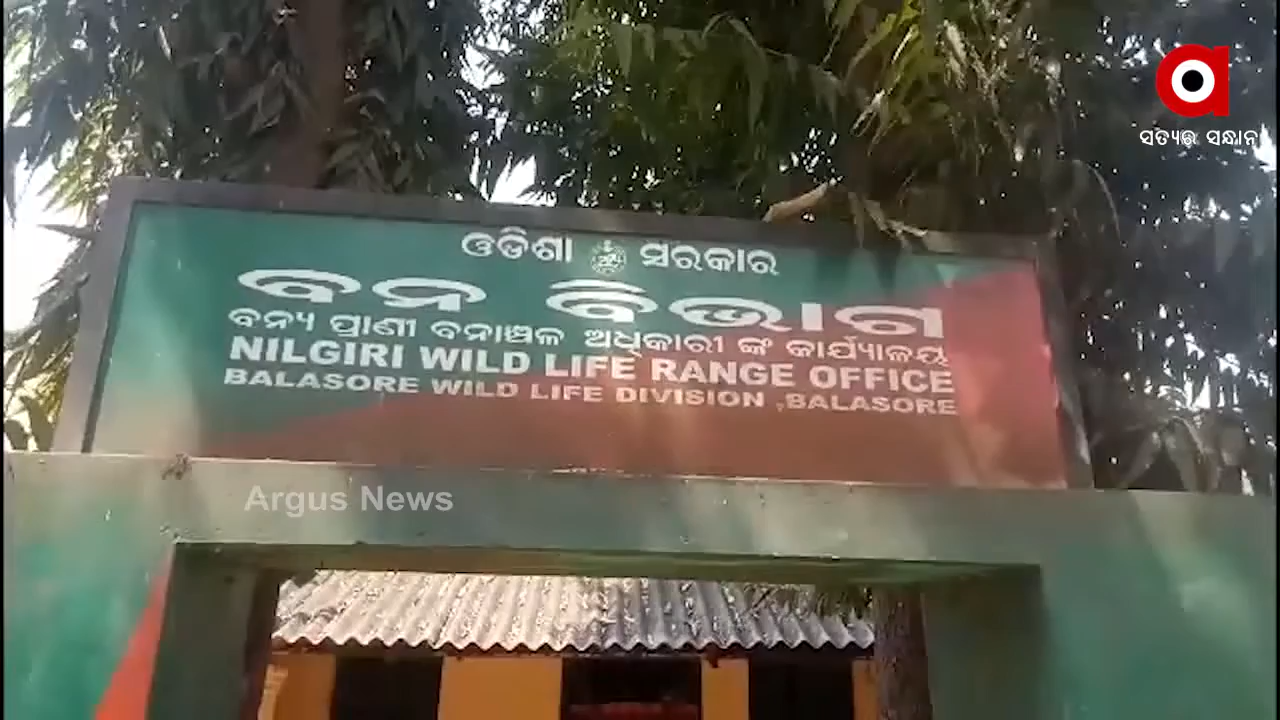 ସତ୍ୟର ସନ୍ଧାନ
ଓଡିଶା ସରକାର
ବନ ବିଭାଗ
ବନ୍ୟ ପ୍ରାଣୀ ବନାଞ୍ଚଳ ଅଧିକାରୀ ଙ୍କ କାର୍ଯ୍ୟାଳୟ
NILGIRI WILD LIFE RANGE OFFICE
BALASORE WILD LIFE DIVISION ,BALASORE
Argus News